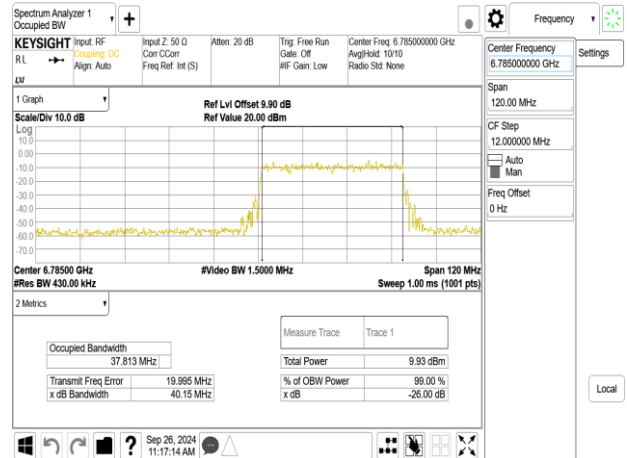 Spectrum Analyzer 1
Occupied BW
Frequency
KEYSIGHT
R L
LXI
Input: RF
Coupling: DC
Align: Auto
Input Z: 50 Ω
Corr CCorr
Freq Ref: Int (S)
Atten: 20 dB
Trig: Free Run
Gate: Off
#IF Gain: Low
Center Freq: 6.785000000 GHz
Avg|Hold: 10/10
Radio Std: None
Center Frequency
6.785000000 GHz
Settings
Span
120.00 MHz
CF Step
12.000000 MHz
Auto
Man
Freq Offset
0 Hz
Local
1 Graph
Scale/Div 10.0 dB
Ref Lvl Offset 9.90 dB
Ref Value 20.00 dBm
Log
10.0
0.00
-10.0
-20.0
-30.0
-40.0
-50.0
-60.0
-70.0
Center 6.78500 GHz
#Video BW 1.5000 MHz
Span 120 MHz
#Res BW 430.00 kHz
Sweep 1.00 ms (1001 pts)
2 Metrics
Measure Trace Trace 1
Occupied Bandwidth
37.813 MHz
Total Power 9.93 dBm
Transmit Freq Error 19.995 MHz
% of OBW Power 99.00 %
x dB Bandwidth 40.15 MHz
x dB -26.00 dB
?
Sep 26, 2024
11:17:14 AM